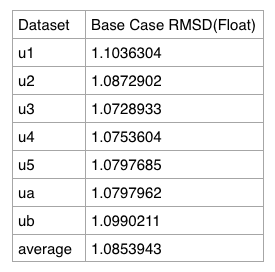 Dataset Base Case RMSD(Float)
u1 1.1036304
u2 1.0872902
u3 1.0728933
u4 1.0753604
u5 1.0797685
ua 1.0797962
ub 1.0990211
average 1.0853943